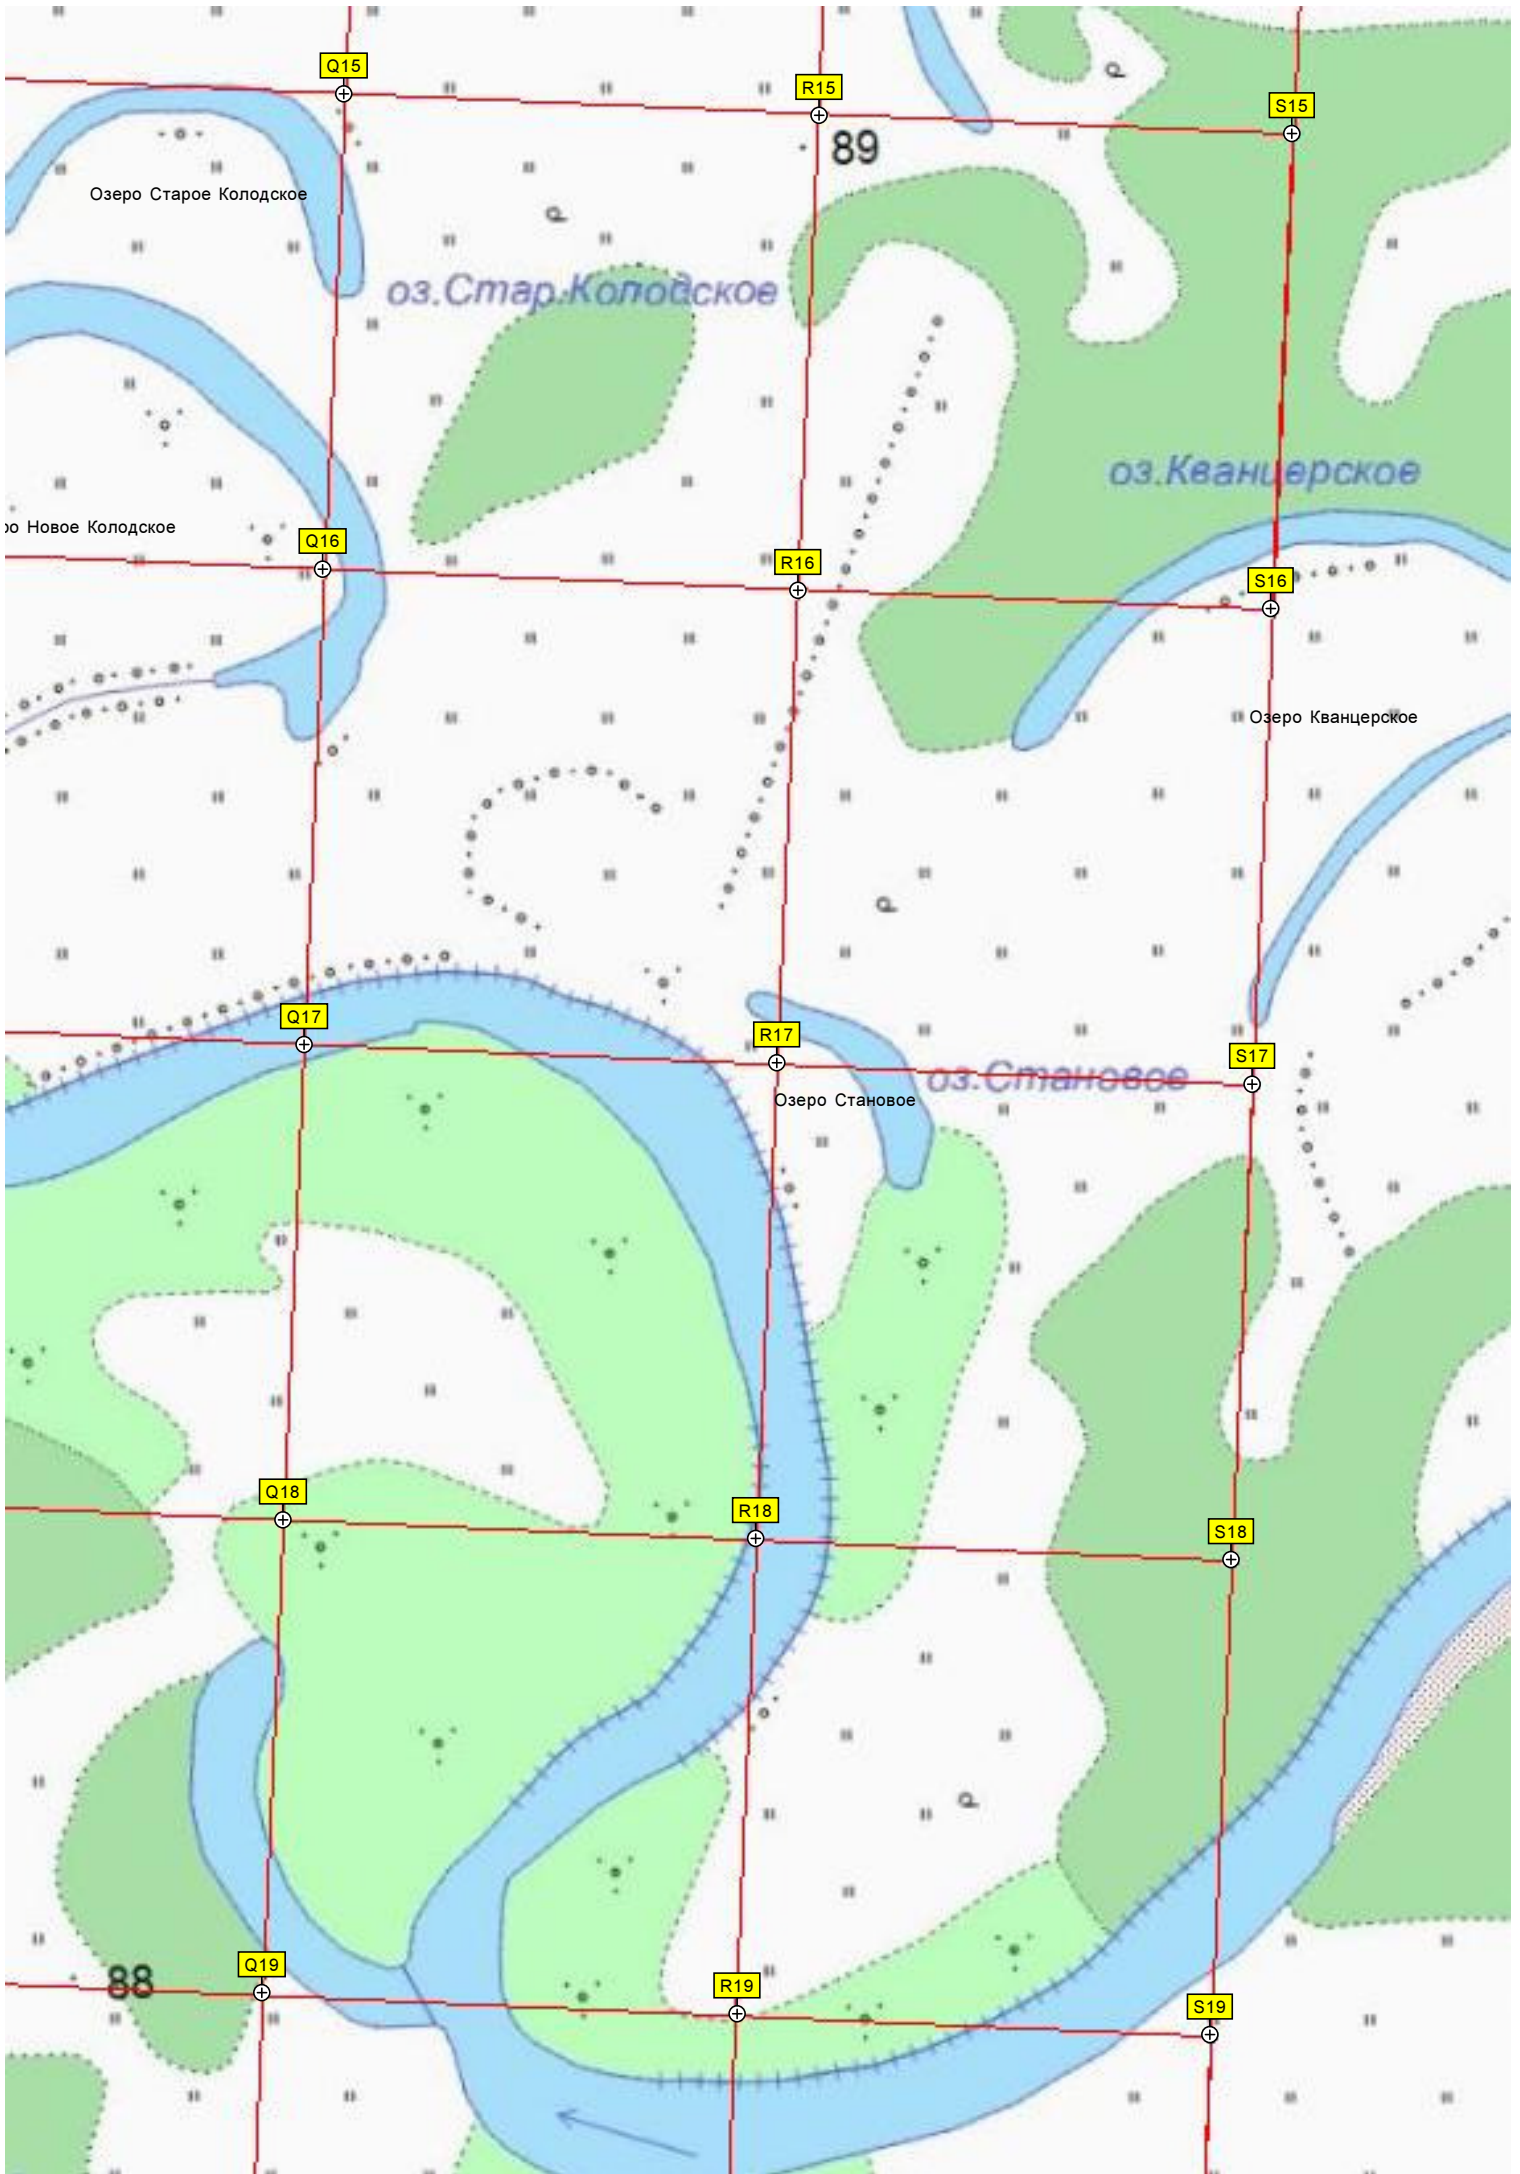 Q15
R15
S15
89
Озеро Старое Колодское
оз.Стар.Колодское
оз.Кванцерское
ро Новое Колодское
Q16
R16
S16
Озеро Кванцерское
Q17
R17
S17
оз.Становое
Озеро Становое
Q18
R18
S18
Q19
88
R19
S19